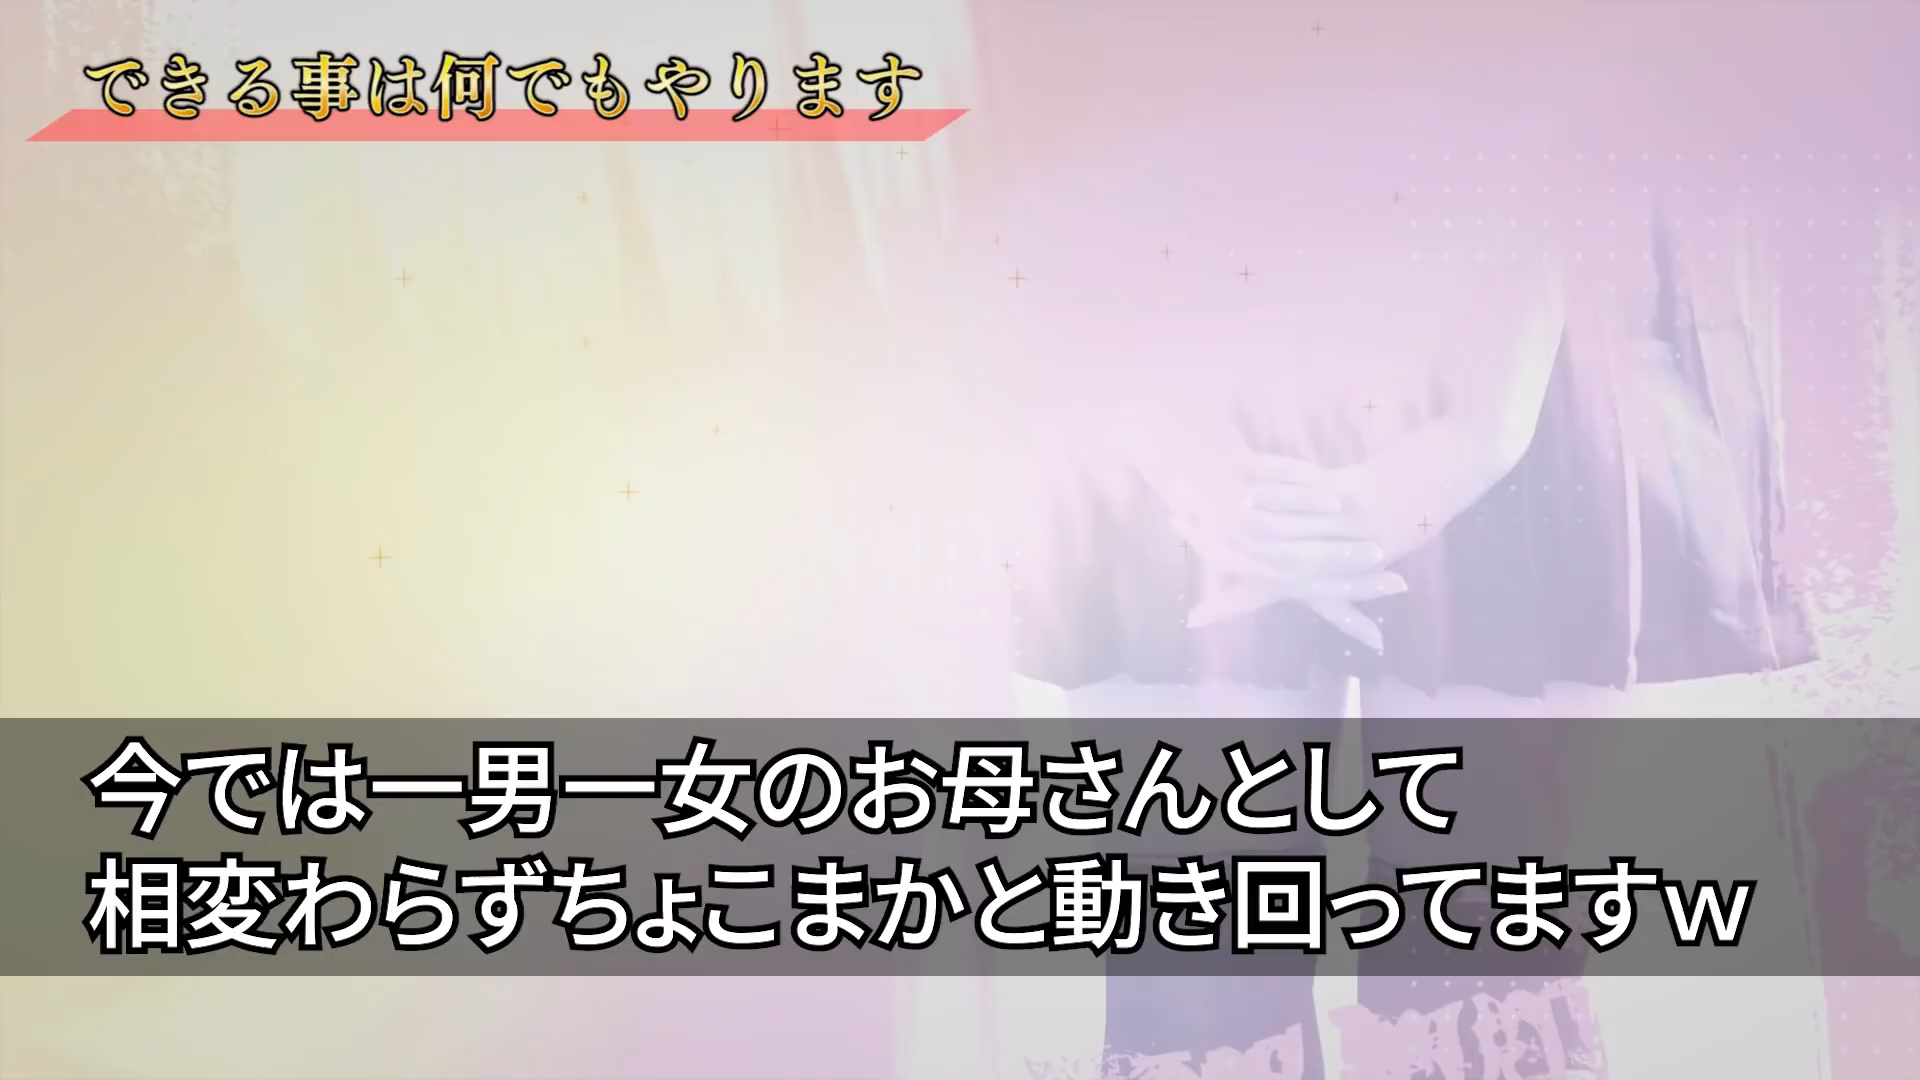 できる事は何でもやります
今では一男一女のお母さんとして
相変わらずちょこまかと動き回ってますｗ